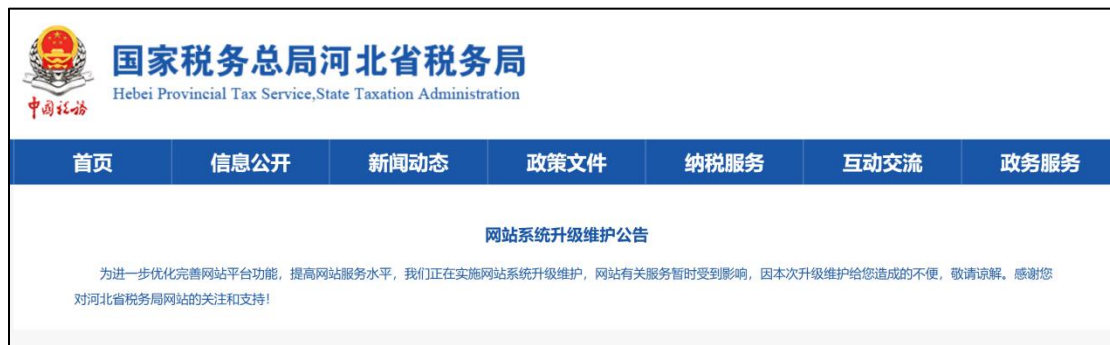 国家税务总局河北省税务局
Hebei Provincial Tax Service,State Taxation Administration
中国税务
首页 信息公开 新闻动态 政策文件 纳税服务 互动交流 政务服务
网站系统升级维护公告
为进一步优化完善网站平台功能，提高网站服务水平，我们正在实施网站系统升级维护，网站有关服务暂时受到影响，因本次升级维护给您造成的不便，敬请谅解。感谢您
对河北省税务局网站的关注和支持！